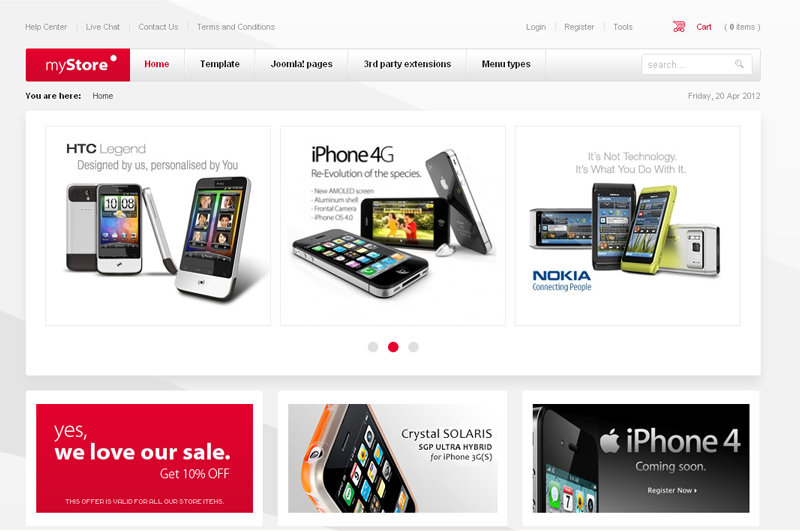 Help Center
Live Chat
Contact Us
Terms and Conditions
Login
Register
Tools
Cart
( 0 items )
myStore
Home
Template
Joomla! pages
3rd party extensions
Menu types
search...
You are here: Home
Friday, 20 Apr 2012
HTC Legend
Designed by us, personalised by You
iPhone 4G
Re-Evolution of the species.
- New AMOLED screen
- Aluminum shell
- Frontal Camera
- iPhone OS 4.0
It's Not Technology.
It's What You Do With It.
NOKIA
Connecting People
yes,
we love our sale.
Get 10% OFF
THIS OFFER IS VALID FOR ALL OUR STORE ITEMS.
Crystal SOLARIS
SGP ULTRA HYBRID
for iPhone 3G(S)
iPhone 4
Coming soon.
Register Now